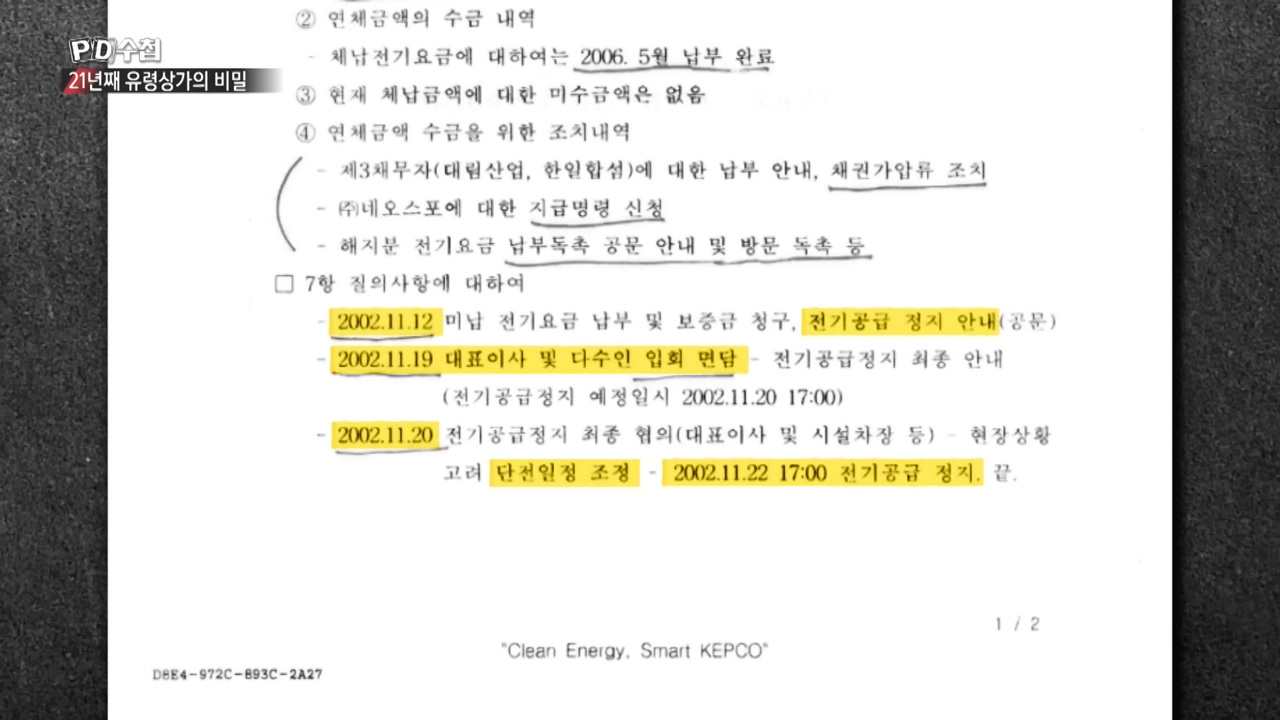 PD수첩
21년째 유령상가의 비밀
② 연체금액의 수금 내역
- 체납전기요금에 대하여는 2006. 5월 납부 완료
③ 현재 체납금액에 대한 미수금액은 없음
④ 연체금액 수금을 위한 조치내역
- 제3채무자(대림산업, 한일합섬)에 대한 납부 안내, 채권가압류 조치
- ㈜네오스포에 대한 지급명령 신청
- 해지분 전기요금 납부독촉 공문 안내 및 방문 독촉 등
□ 7항 질의사항에 대하여
- 2002.11.12 미납 전기요금 납부 및 보증금 청구, 전기공급 정지 안내(공문)
- 2002.11.19 대표이사 및 다수인 입회 면담 - 전기공급정지 최종 안내
(전기공급정지 예정일시 2002.11.20 17:00)
- 2002.11.20 전기공급정지 최종 협의(대표이사 및 시설차장 등) - 현장상황
고려 단전일정 조정 - 2002.11.22 17:00 전기공급 정지. 끝.
1 / 2
"Clean Energy, Smart KEPCO"
D8E4-972C-893C-2A27